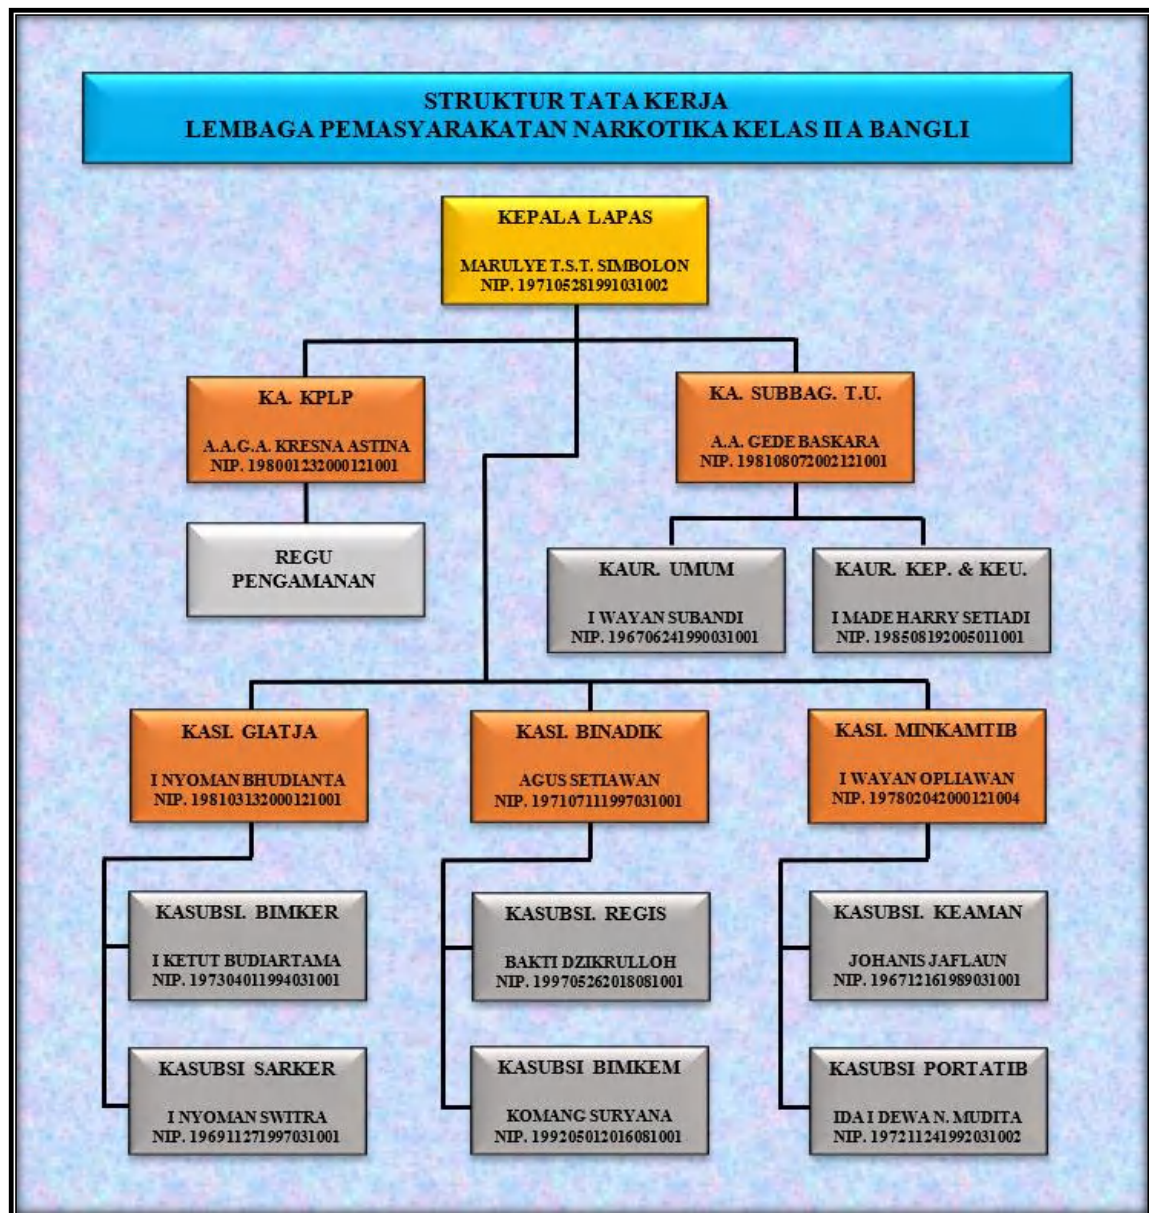 STRUKTUR TATA KERJA
LEMBAGA PEMASYARAKATAN NARKOTIKA KELAS II A BANGLI
KEPALA LAPAS
MARULYE T.S.T. SIMBOLON
NIP. 197105281991031002
KA. KPLP
A.A.G.A. KRESNA ASTINA
NIP. 198001232000121001
KA. SUBBAG. T.U.
A.A. GEDE BASKARA
NIP. 198108072002121001
REGU
PENGAMANAN
KAUR. UMUM
I WAYAN SUBANDI
NIP. 196706241990031001
KAUR. KEP. & KEU.
I MADE HARRY SETIADI
NIP. 198508192005011001
KASI. GIATJA
I NYOMAN BHUDIANTA
NIP. 198103132000121001
KASI. BINADIK
AGUS SETIAWAN
NIP. 197107111997031001
KASI. MINKAMTIB
I WAYAN OPLIAWAN
NIP. 197802042000121004
KASUBSI. BIMKER
I KETUT BUDIARTAMA
NIP. 197304011994031001
KASUBSI. REGIS
BAKTI DZIKRULLOH
NIP. 199705262018081001
KASUBSI. KEAMAN
JOHANIS JAFLAUN
NIP. 196712161989031001
KASUBSI SARKER
I NYOMAN SWITRA
NIP. 196911271997031001
KASUBSI BIMKEM
KOMANG SURYANA
NIP. 199205012016081001
KASUBSI PORTATIB
IDA I DEWA N. MUDITA
NIP. 197211241992031002